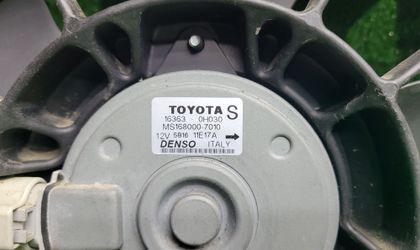 TOYOTA S
16363 - 0H030
MS168000-7010
12V 5816 11E17A
DENSO ITALY